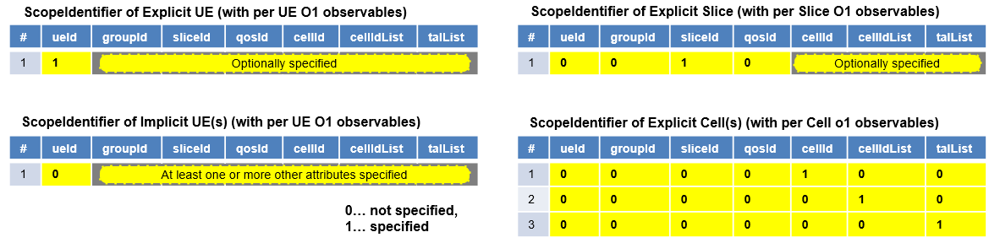 ScopeIdentifier of Explicit UE (with per UE O1 observables)
# ueId groupId sliceId qosId cellId cellIdList taiList
1 1 Optionally specified
ScopeIdentifier of Explicit Slice (with per Slice O1 observables)
# ueId groupId sliceId qosId cellId cellIdList taiList
1 0 0 1 0 Optionally specified
ScopeIdentifier of Implicit UE(s) (with per UE O1 observables)
# ueId groupId sliceId qosId cellId cellIdList taiList
1 0 At least one or more other attributes specified
0… not specified,
1… specified
ScopeIdentifier of Explicit Cell(s) (with per Cell o1 observables)
# ueId groupId sliceId qosId cellId cellIdList taiList
1 0 0 0 0 1 0 0
2 0 0 0 0 0 1 0
3 0 0 0 0 0 0 1